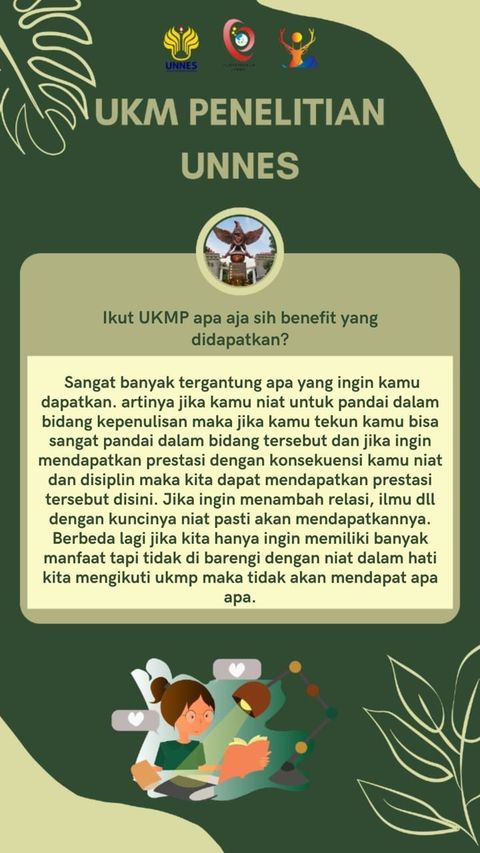 UNNES
UKM PENELITIAN
UNNES
Ikut UKMP apa aja sih benefit yang
didapatkan?
Sangat banyak tergantung apa yang ingin kamu
dapatkan. artinya jika kamu niat untuk pandai dalam
bidang kepenulisan maka jika kamu tekun kamu bisa
sangat pandai dalam bidang tersebut dan jika ingin
mendapatkan prestasi dengan konsekuensi kamu niat
dan disiplin maka kita dapat mendapatkan prestasi
tersebut disini. Jika ingin menambah relasi, ilmu dll
dengan kuncinya niat pasti akan mendapatkannya.
Berbeda lagi jika kita hanya ingin memiliki banyak
manfaat tapi tidak di barengi dengan niat dalam hati
kita mengikuti ukmp maka tidak akan mendapat apa
apa.